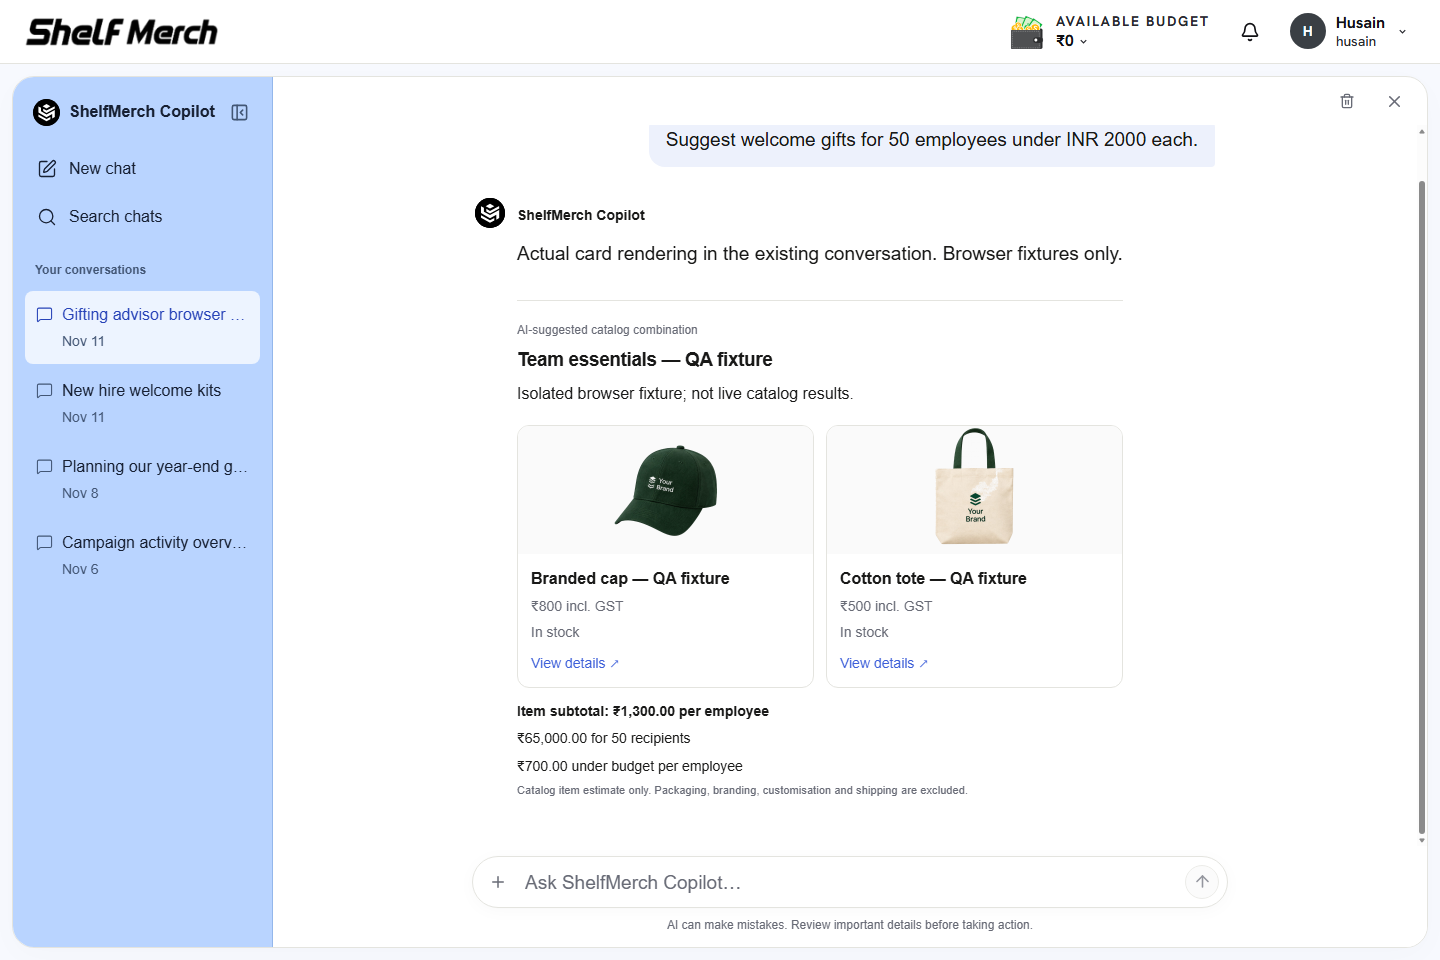 Shelf Merch
AVAILABLE BUDGET
₹0
H
Husain
husain
ShelfMerch Copilot
New chat
Search chats
Your conversations
Gifting advisor browser …
Nov 11
New hire welcome kits
Nov 11
Planning our year-end g…
Nov 8
Campaign activity overv…
Nov 6
Suggest welcome gifts for 50 employees under INR 2000 each.
ShelfMerch Copilot
Actual card rendering in the existing conversation. Browser fixtures only.
AI-suggested catalog combination
Team essentials — QA fixture
Isolated browser fixture; not live catalog results.
Your
Brand
Branded cap — QA fixture
₹800 incl. GST
In stock
View details ↗
Your
Brand
Cotton tote — QA fixture
₹500 incl. GST
In stock
View details ↗
Item subtotal: ₹1,300.00 per employee
₹65,000.00 for 50 recipients
₹700.00 under budget per employee
Catalog item estimate only. Packaging, branding, customisation and shipping are excluded.
Ask ShelfMerch Copilot…
AI can make mistakes. Review important details before taking action.